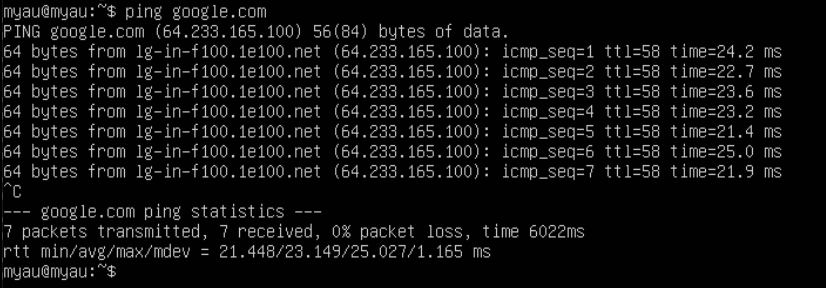 myau@myau:~$ ping google.com
PING google.com (64.233.165.100) 56(84) bytes of data.
64 bytes from lg-in-f100.1e100.net (64.233.165.100): icmp_seq=1 ttl=58 time=24.2 ms
64 bytes from lg-in-f100.1e100.net (64.233.165.100): icmp_seq=2 ttl=58 time=22.7 ms
64 bytes from lg-in-f100.1e100.net (64.233.165.100): icmp_seq=3 ttl=58 time=23.6 ms
64 bytes from lg-in-f100.1e100.net (64.233.165.100): icmp_seq=4 ttl=58 time=23.2 ms
64 bytes from lg-in-f100.1e100.net (64.233.165.100): icmp_seq=5 ttl=58 time=21.4 ms
64 bytes from lg-in-f100.1e100.net (64.233.165.100): icmp_seq=6 ttl=58 time=25.0 ms
64 bytes from lg-in-f100.1e100.net (64.233.165.100): icmp_seq=7 ttl=58 time=21.9 ms
^C
--- google.com ping statistics ---
7 packets transmitted, 7 received, 0% packet loss, time 6022ms
rtt min/avg/max/mdev = 21.448/23.149/25.027/1.165 ms
myau@myau:~$